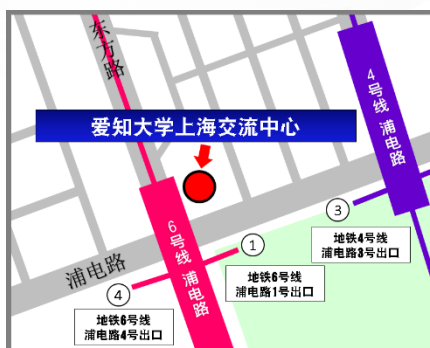 东方路
4号线 浦电路
爱知大学上海交流中心
6号线 浦电路
③
地铁4号线
浦电路3号出口
①
浦电路
地铁6号线
浦电路1号出口
④
地铁6号线
浦电路4号出口